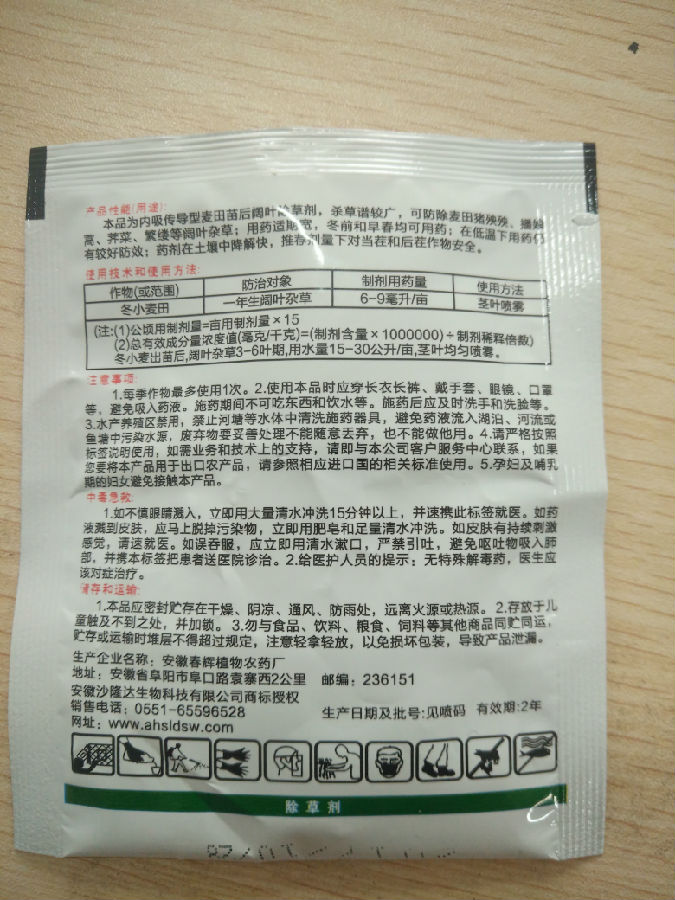 产品性能(用途):
本品为内吸传导型麦田苗后阔叶除草剂，杀草谱较广，可防除麦田猪殃殃、播娘
蒿、荠菜、繁缕等阔叶杂草；用药适期宽，冬前和早春均可用药；在低温下用药仍
有较好防效；药剂在土壤中降解快，推荐剂量下对当茬和后茬作物安全。
使用技术和使用方法:
作物(或范围) 防治对象 制剂用药量 使用方法
冬小麦田 一年生阔叶杂草 6-9毫升/亩 茎叶喷雾
(注:(1)公顷用制剂量=亩用制剂量×15
(2)总有效成分量浓度值(毫克/千克)=(制剂含量×1000000)÷制剂稀释倍数)
冬小麦出苗后,阔叶杂草3-6叶期,用水量15-30公升/亩,茎叶均匀喷雾。
注意事项:
1.每季作物最多使用1次。2.使用本品时应穿长衣长裤、戴手套、眼镜、口罩
等，避免吸入药液。施药期间不可吃东西和饮水等。施药后应及时洗手和洗脸等。
3.水产养殖区禁用，禁止河塘等水体中清洗施药器具，避免药液流入湖泊、河流或
鱼塘中污染水源，废弃物要妥善处理不能随意丢弃，也不能做他用。4.请严格按照
标签说明使用，如需业务和技术上的支持，请即与本公司客户服务中心联系，如果
您要将本产品用于出口农产品，请参照相应进口国的相关标准使用。5.孕妇及哺乳
期的妇女避免接触本产品。
中毒急救:
1.如不慎眼睛溅入，立即用大量清水冲洗15分钟以上，并速携此标签就医。如药
液溅到皮肤，应马上脱掉污染物，立即用肥皂和足量清水冲洗。如皮肤有持续刺激
感觉，请速就医。如误吞服，应立即用清水漱口，严禁引吐，避免呕吐物吸入肺
部，并携本标签把患者送医院诊治。2.给医护人员的提示：无特殊解毒药，医生应
该对症治疗。
储存和运输:
1.本品应密封贮存在干燥、阴凉、通风、防雨处，远离火源或热源。2.存放于儿
童触及不到之处，并加锁。3.勿与食品、饮料、粮食、饲料等其他商品同贮同运，
贮存或运输时堆层不得超过规定，注意轻拿轻放，以免损坏包装，导致产品泄漏。
生产企业名称：安徽春辉植物农药厂
地址：安徽省阜阳市阜口路袁寨西2公里 邮编：236151
安徽沙隆达生物科技有限公司商标授权
销售电话：0551-65596528 生产日期及批号:见喷码 有效期:2年
网址：www.ahsldsw.com
除草剂